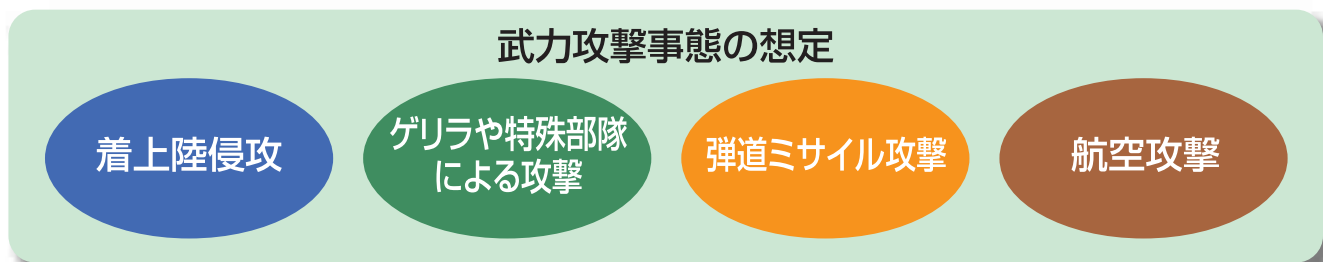 武力攻撃事態の想定
着上陸侵攻
ゲリラや特殊部隊
による攻撃
弾道ミサイル攻撃
航空攻撃